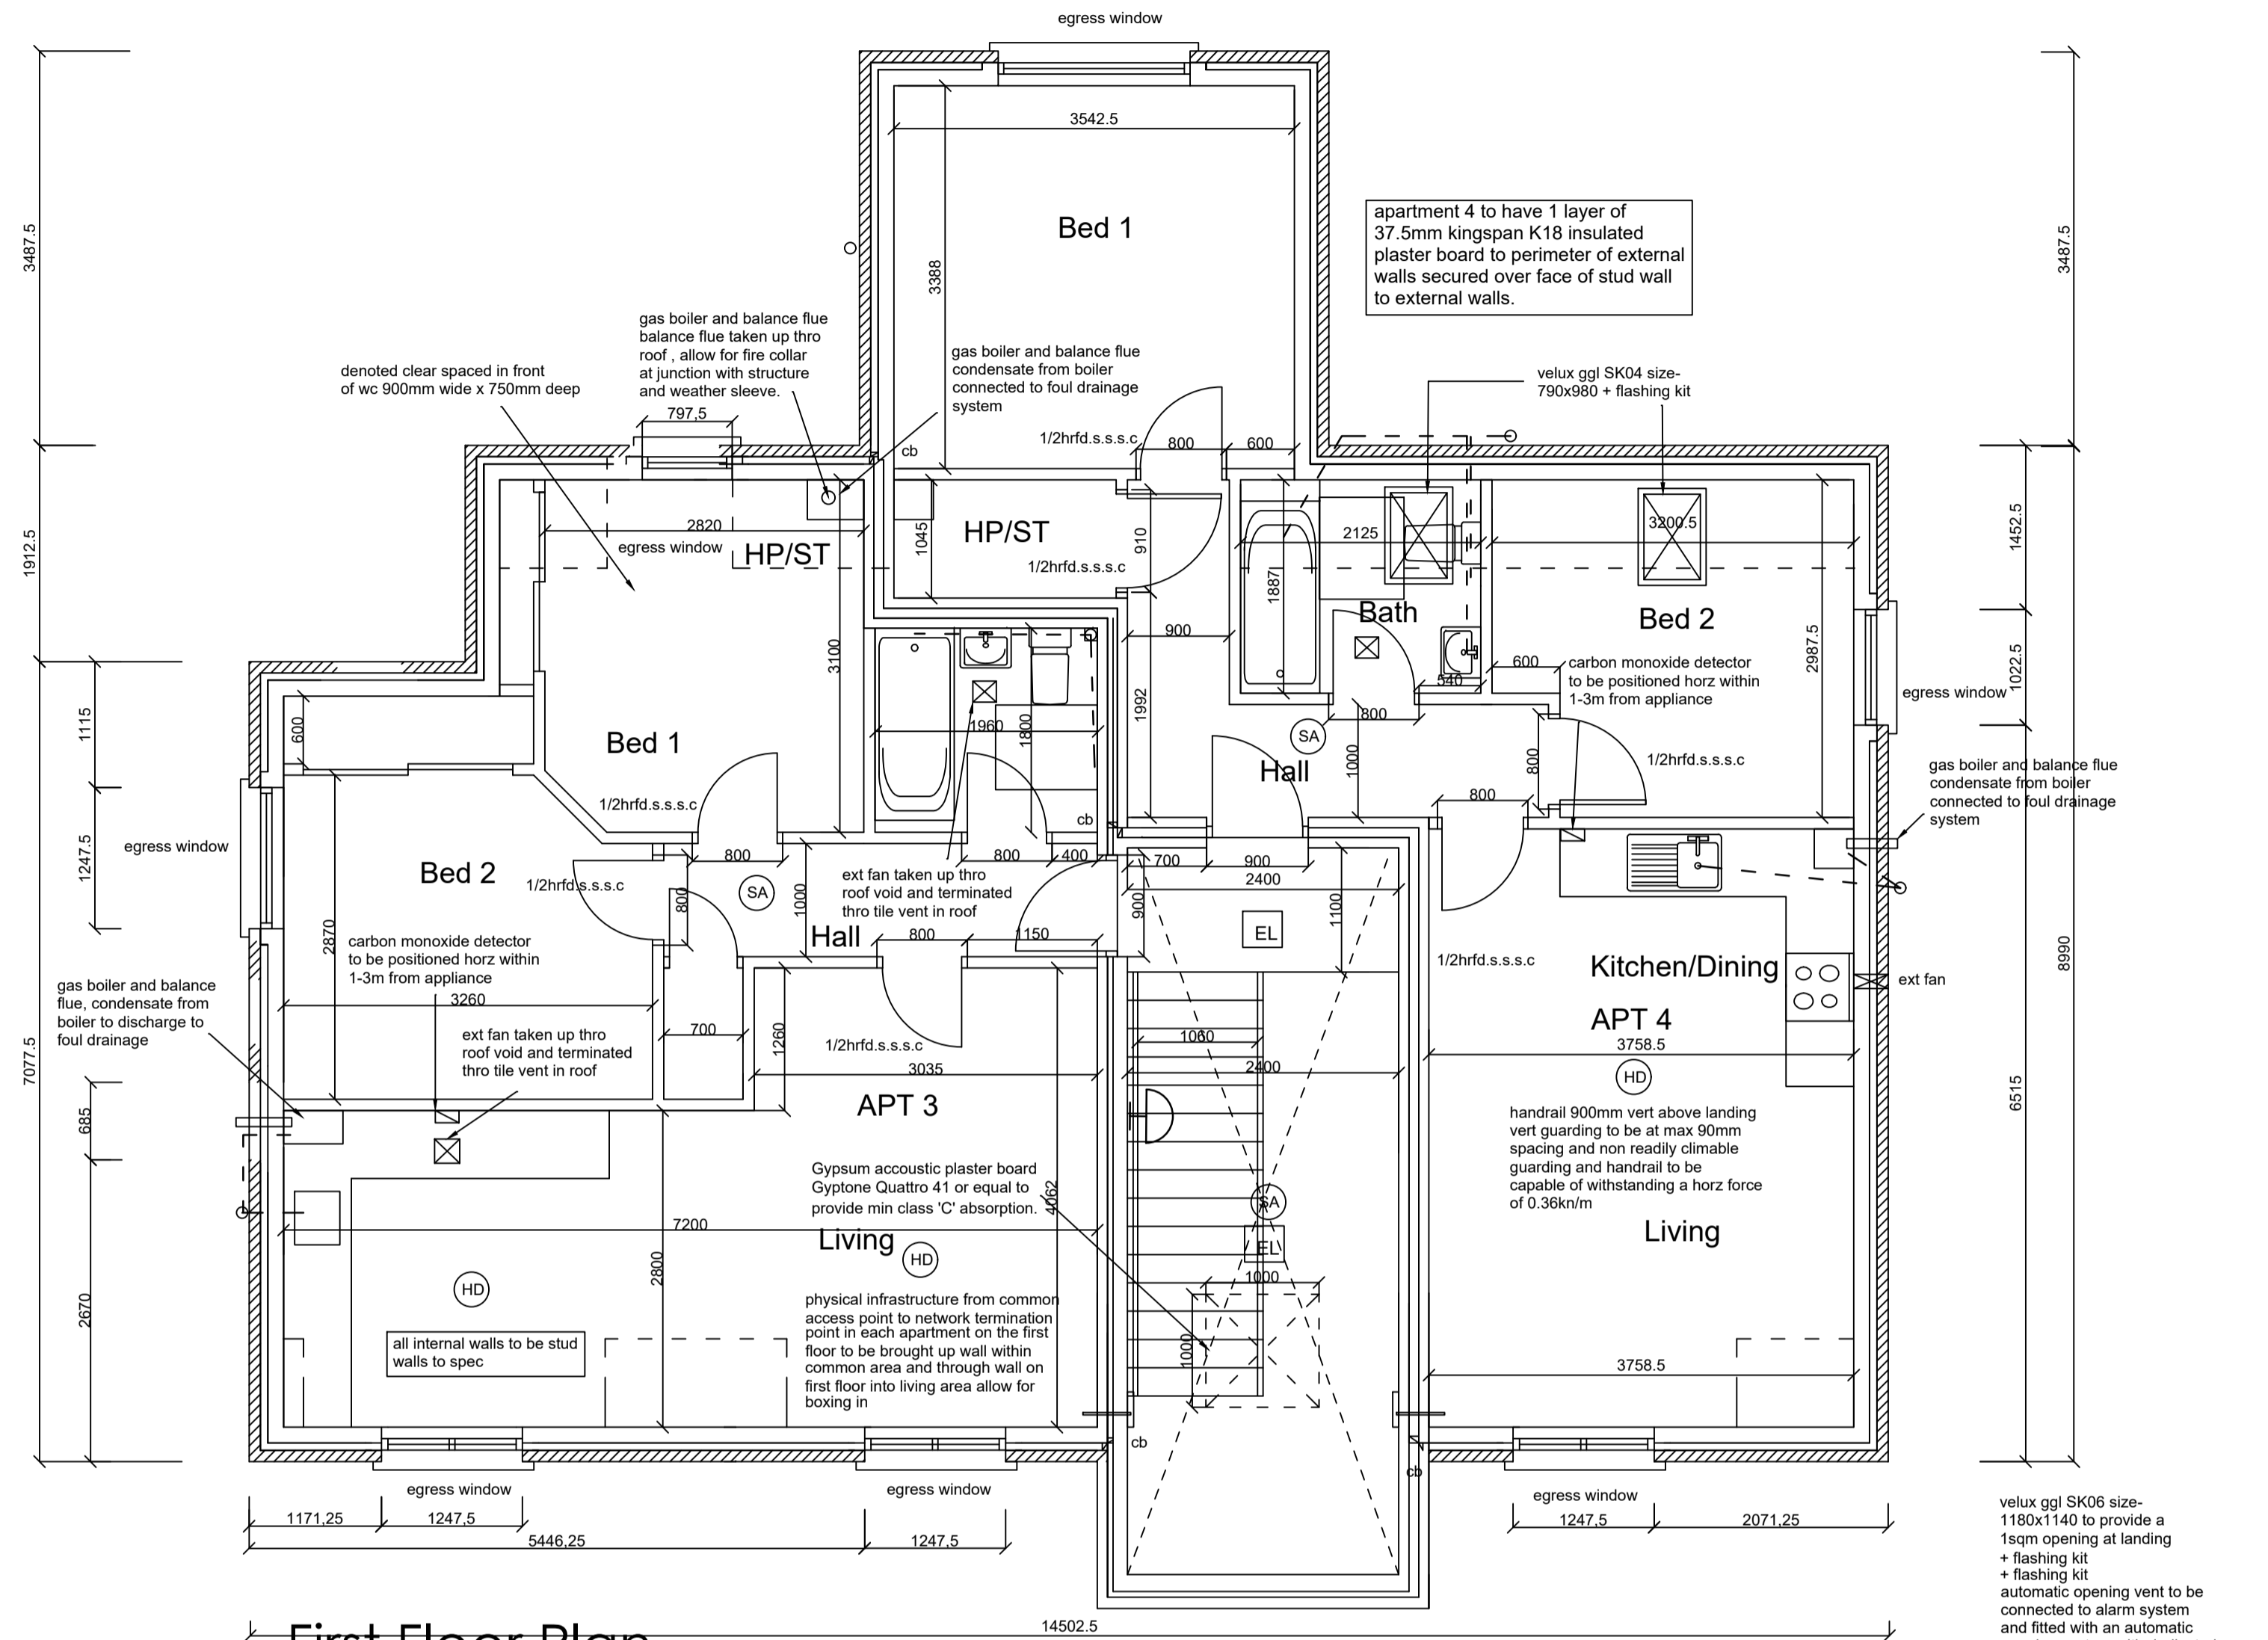 egress window
3542.5
Bed 1
3388
3487.5
3487.5
apartment 4 to have 1 layer of
37.5mm kingspan K18 insulated
plaster board to perimeter of external
walls secured over face of stud wall
to external walls.
gas boiler and balance flue
balance flue taken up thro
roof , allow for fire collar
at junction with structure
and weather sleeve.
denoted clear spaced in front
of wc 900mm wide x 750mm deep
gas boiler and balance flue
condensate from boiler
connected to foul drainage
system
velux ggl SK04 size-
790x980 + flashing kit
797,5
cb
1/2hrfd.s.s.s.c
800
600
2820
egress window
HP/ST
1045
HP/ST
1/2hrfd.s.s.s.c
910
2125
3200.5
1452.5
1912.5
1887
Bath
Bed 2
900
3100
2987.5
600
540
carbon monoxide detector
to be positioned horz within
1-3m from appliance
1022.5
egress window
1992
1115
600
Bed 1
1960
1800
SA
800
Hall
1000
800
1/2hrfd.s.s.s.c
gas boiler and balance flue
condensate from boiler
connected to foul drainage
system
1/2hrfd.s.s.s.c
800
cb
egress window
1247.5
Bed 2
1/2hrfd.s.s.s.c
800
800
SA
1000
800
400
ext fan taken up thro
roof void and terminated
thro tile vent in roof
Hall
800
1150
700
900
2400
900
1100
EL
2870
carbon monoxide detector
to be positioned horz within
1-3m from appliance
3260
1/2hrfd.s.s.s.c
Kitchen/Dining
APT 4
3758.5
HD
ext fan
8990
gas boiler and balance
flue, condensate from
boiler to discharge to
foul drainage
ext fan taken up thro
roof void and terminated
thro tile vent in roof
700
1260
1/2hrfd.s.s.s.c
3035
APT 3
1060
2400
7077.5
685
6515
handrail 900mm vert above landing
vert guarding to be at max 90mm
spacing and non readily climable
guarding and handrail to be
capable of withstanding a horz force
of 0.36kn/m
Gypsum accoustic plaster board
Gyptone Quattro 41 or equal to
provide min class 'C' absorption.
4062
SA
EL
7200
Living
HD
Living
2800
HD
1000
1000
2670
physical infrastructure from common
access point to network termination
point in each apartment on the first
floor to be brought up wall within
common area and through wall on
first floor into living area allow for
boxing in
all internal walls to be stud
walls to spec
3758.5
cb
cb
egress window
egress window
egress window
1171,25
1247,5
5446,25
1247,5
1247,5
2071,25
velux ggl SK06 size-
1180x1140 to provide a
1sqm opening at landing
+ flashing kit
+ flashing kit
automatic opening vent to be
connected to alarm system
and fitted with an automatic
14502.5
First Floor Plan